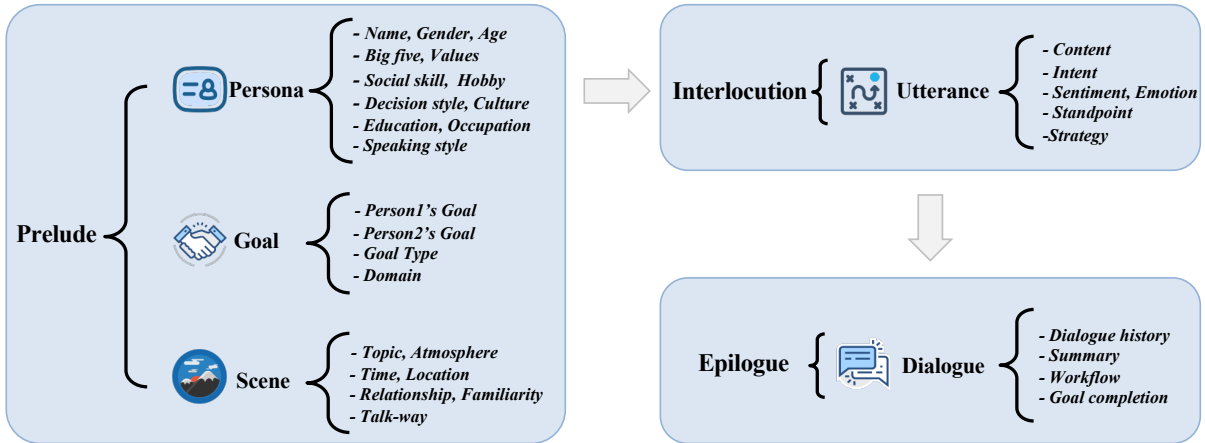 Prelude
Persona
- Name, Gender, Age
- Big five, Values
- Social skill, Hobby
- Decision style, Culture
- Education, Occupation
- Speaking style
Goal
- Person1's Goal
- Person2's Goal
- Goal Type
- Domain
Scene
- Topic, Atmosphere
- Time, Location
- Relationship, Familiarity
- Talk-way
Interlocution
Utterance
- Content
- Intent
- Sentiment, Emotion
- Standpoint
-Strategy
Epilogue
Dialogue
- Dialogue history
- Summary
- Workflow
- Goal completion